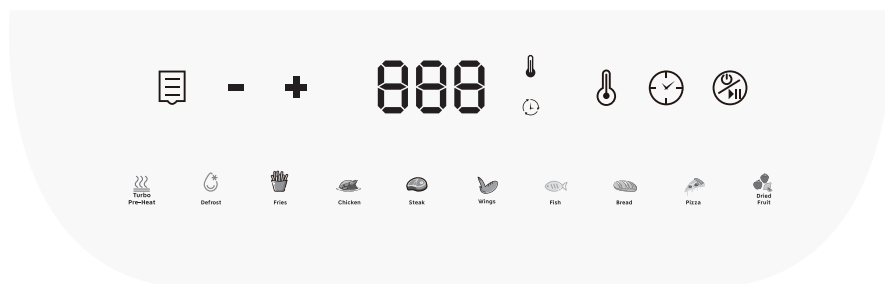 - +
888
Turbo
Pre-Heat
Defrost
Fries
Chicken
Steak
Wings
Fish
Bread
Pizza
Dried
Fruit